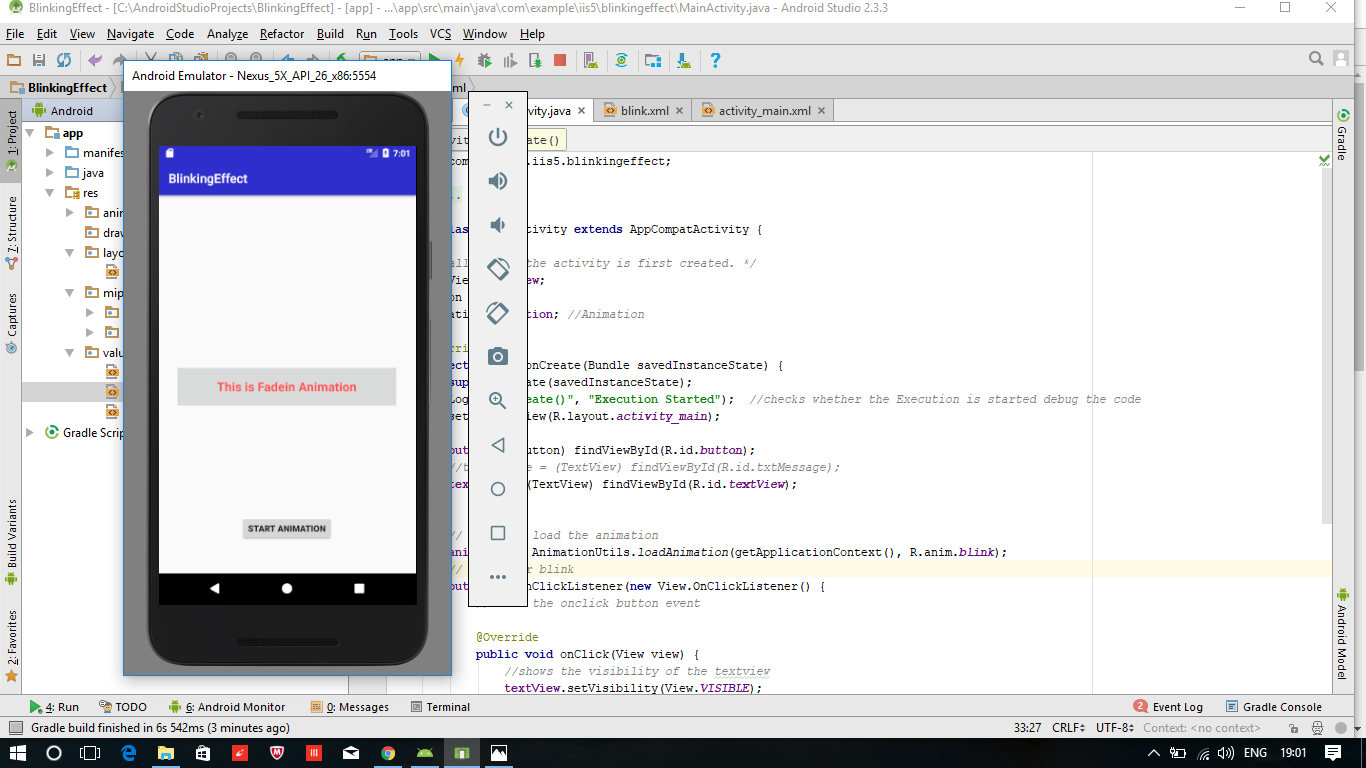 BlinkingEffect - [C:\AndroidStudioProjects\BlinkingEffect] - [app] - ...\app\src\main\java\com\example\iis5\blinkingeffect\MainActivity.java - Android Studio 2.3.3
File Edit View Navigate Code Analyze Refactor Build Run Tools VCS Window Help
BlinkingEffect
ml
Android
vity.java
blink.xml
activity_main.xml
1: Project
7: Structure
Captures
Build Variants
2: Favorites
app
manifes
java
res
anir
draw
layo
mip
valu
Gradle Scrip
Android Emulator - Nexus_5X_API_26_x86:5554
7:01
BlinkingEffect
This is Fadein Animation
START ANIMATION
vit
ate()
com
.iis5.blinkingeffect;
..
las
tivity extends AppCompatActivity {
all
the activity is first created. */
Vie
ew;
on
ati
tion; //Animation
rri
ect
onCreate(Bundle savedInstanceState) {
sup
ate(savedInstanceState);
Log
eate()", "Execution Started"); //checks whether the Execution is started debug the code
set
iew(R.layout.activity_main);
but
utton) findViewById(R.id.button);
//t
e = (TextView) findViewById(R.id.txtMessage);
tex
(TextView) findViewById(R.id.textView);
//
load the animation
ani
AnimationUtils.loadAnimation(getApplicationContext(), R.anim.blink);
//
r blink
but
nClickListener(new View.OnClickListener() {
the onclick button event
@Override
public void onClick(View view) {
//shows the visibility of the textview
textView.setVisibility(View.VISIBLE);
Gradle
Android Model
4: Run
TODO
6: Android Monitor
0: Messages
Terminal
2 Event Log
Gradle Console
Gradle build finished in 6s 542ms (3 minutes ago)
33:27 CRLF UTF-8 Context: <no context>
ENG 19:01